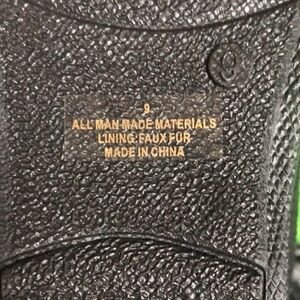 9
ALL MAN MADE MATERIALS
LINING:FAUX FUR
MADE IN CHINA